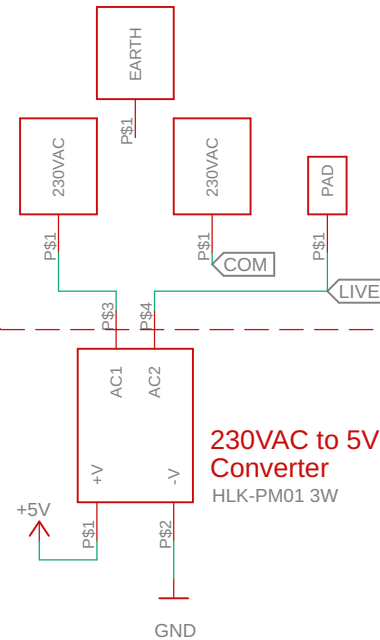 EARTH
P$1
230VAC
230VAC
PAD
P$1
P$1
P$1
COM
LIVE
P$3
P$4
AC1
AC2
230VAC to 5V
Converter
HLK-PM01 3W
+V
-V
+5V
P$1
P$2
GND